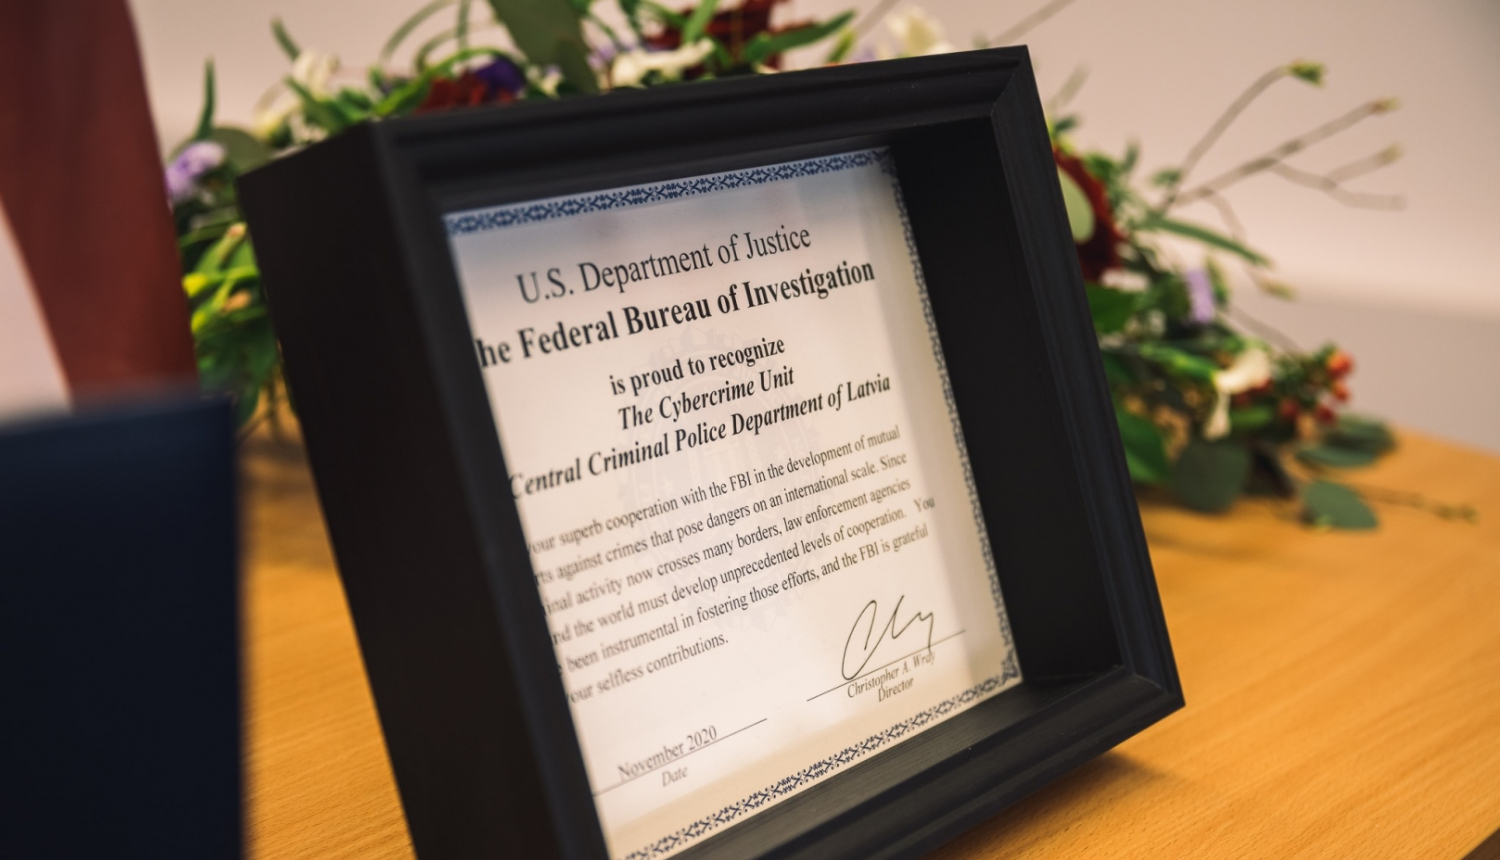 U.S. Department of Justice
he Federal Bureau of Investigation
is proud to recognize
The Cybercrime Unit
Central Criminal Police Department of Latvia
our superb cooperation with the FBI in the development of mutual
rts against crimes that pose dangers on an international scale. Since
inal activity now crosses many borders, law enforcement agencies
nd the world must develop unprecedented levels of cooperation. You
been instrumental in fostering those efforts, and the FBI is grateful
our selfless contributions.
Christopher A. Wray
Director
November 2020
Date